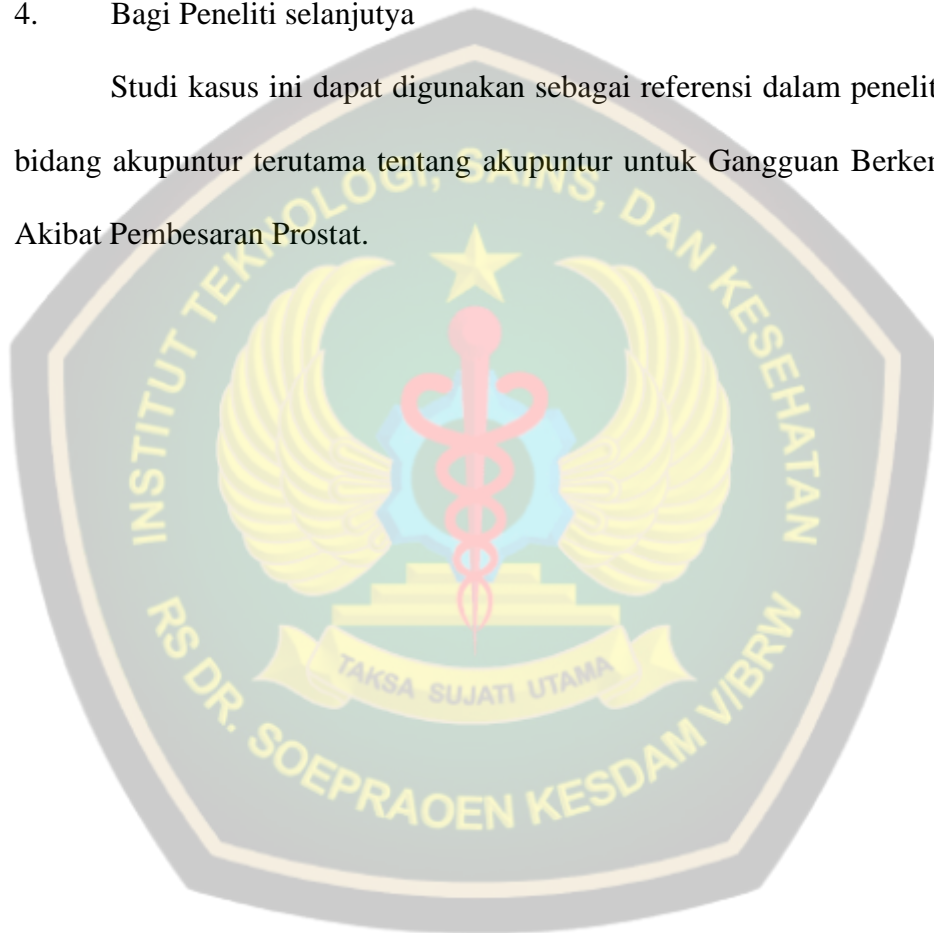 4. Bagi Peneliti selanjutya
Studi kasus ini dapat digunakan sebagai referensi dalam penelit
bidang akupuntur terutama tentang akupuntur untuk Gangguan Berkem
Akibat Pembesaran Prostat.
INSTITUT TEKNOLOGI, SAINS, DAN KESEHATAN
TAKSA SUJATI UTAMA
RS DR. SOEPRAOEN KESDAM V/BRW